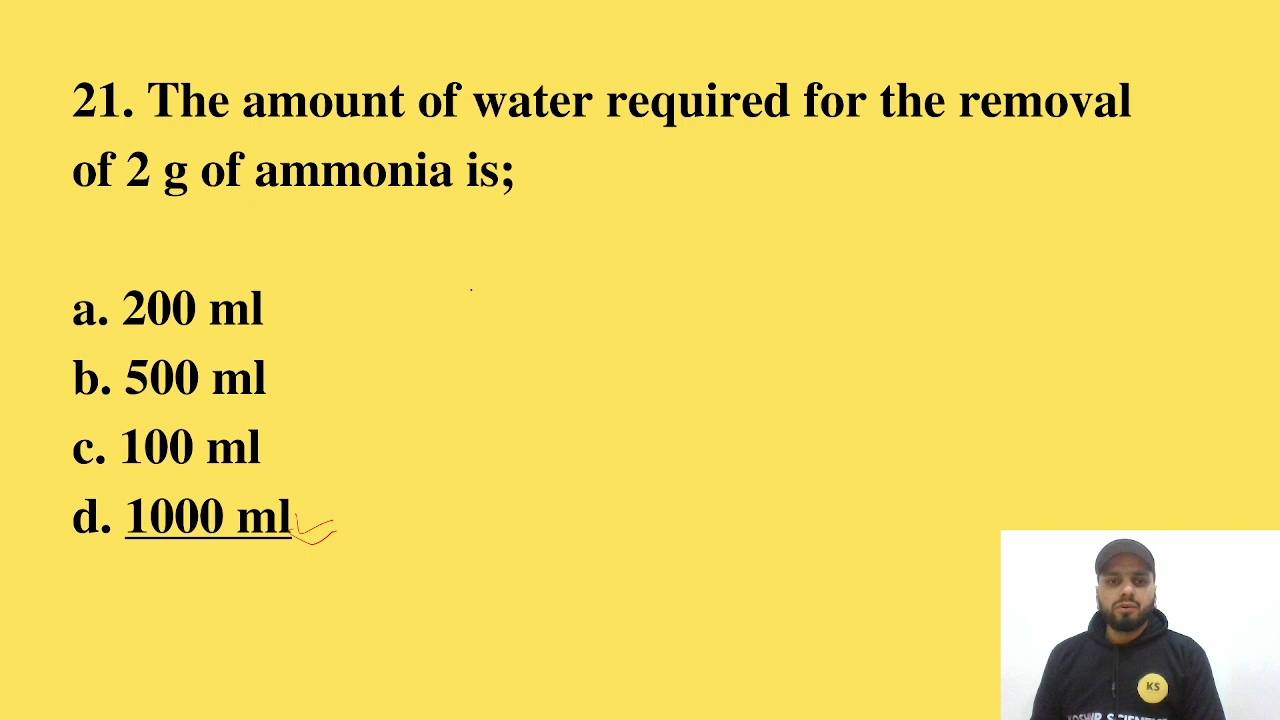 21. The amount of water required for the removal
of 2 g of ammonia is;
a. 200 ml
b. 500 ml
c. 100 ml
d. 1000 ml
KS